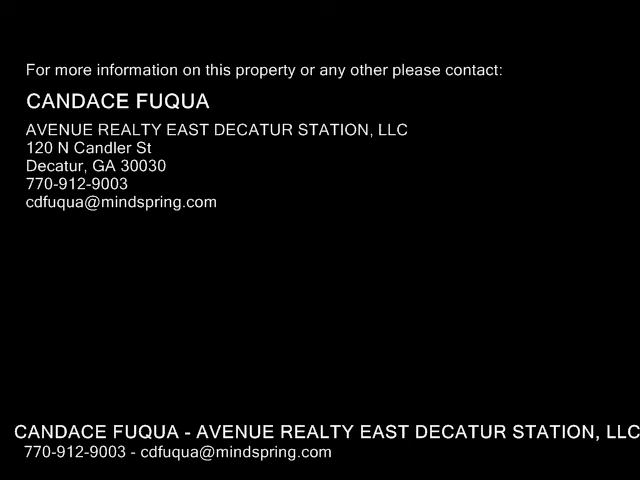 For more information on this property or any other please contact:
CANDACE FUQUA
AVENUE REALTY EAST DECATUR STATION, LLC
120 N Candler St
Decatur, GA 30030
770-912-9003
cdfuqua@mindspring.com
CANDACE FUQUA - AVENUE REALTY EAST DECATUR STATION, LLC
770-912-9003 - cdfuqua@mindspring.com